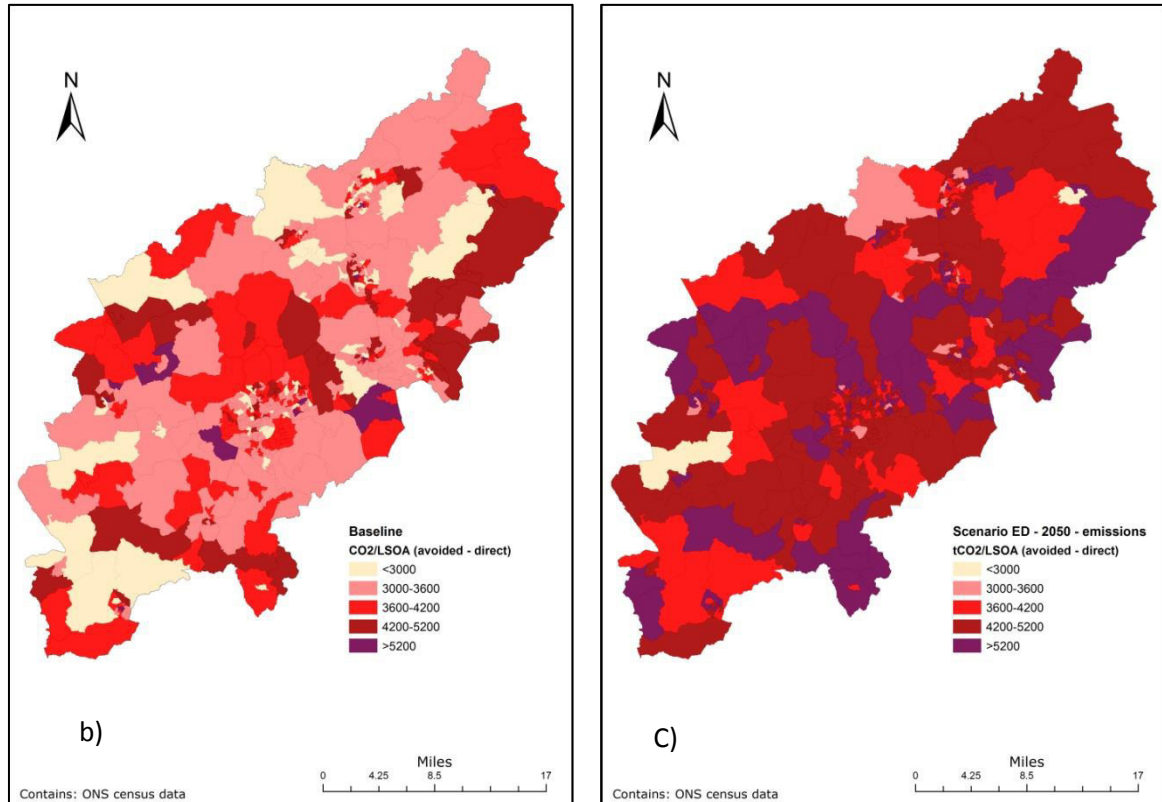 N
Baseline
CO2/LSOA (avoided - direct)
<3000
3000-3600
3600-4200
4200-5200
>5200
b)
Miles
0 4.25 8.5 17
Contains: ONS census data
N
Scenario ED - 2050 - emissions
tCO2/LSOA (avoided - direct)
<3000
3000-3600
3600-4200
4200-5200
>5200
C)
Miles
0 4.25 8.5 17
Contains: ONS census data